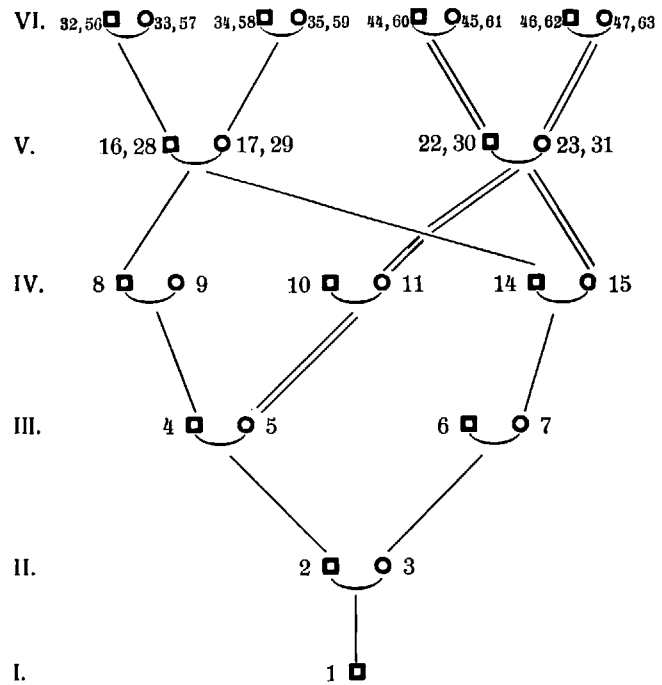 VI. 32,56 33,57 34,58 35,59 44,60 45,61 46,62 47,63
V. 16, 28 17, 29 22, 30 23, 31
IV. 8 9 10 11 14 15
III. 4 5 6 7
II. 2 3
I. 1